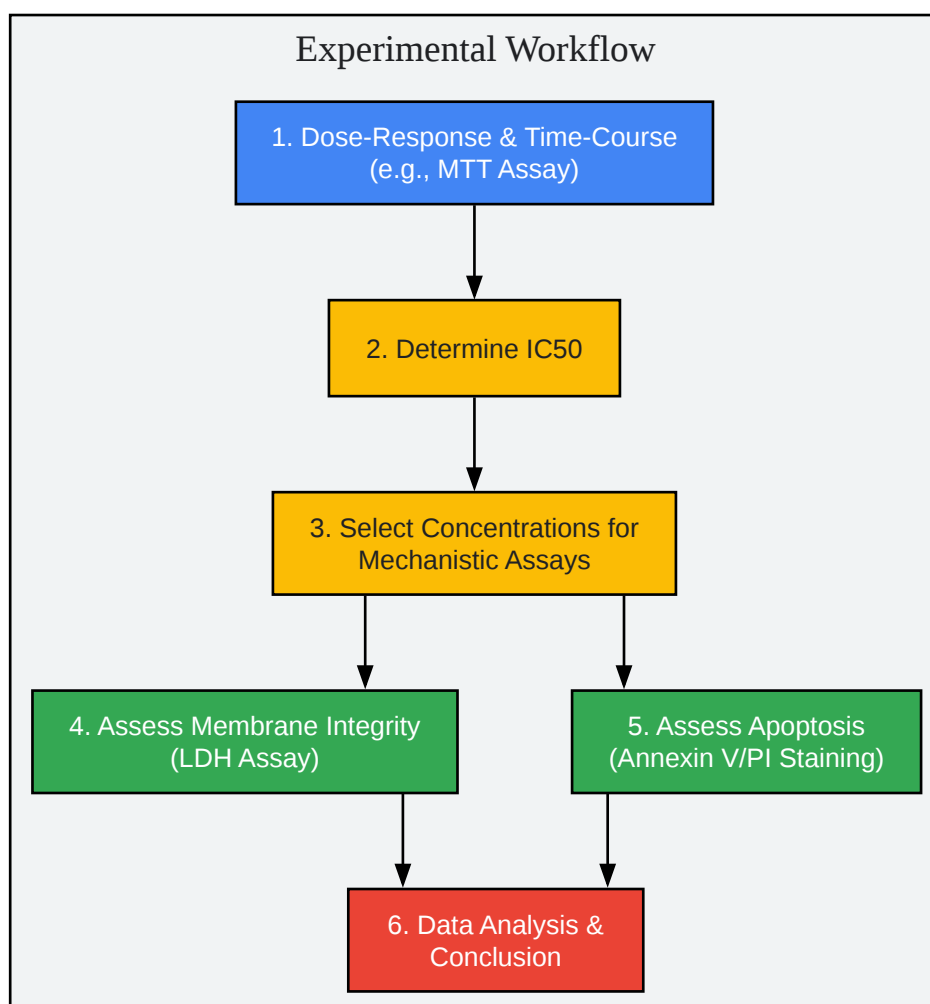 Experimental Workflow
1. Dose-Response & Time-Course
(e.g., MTT Assay)
2. Determine IC50
3. Select Concentrations for
Mechanistic Assays
4. Assess Membrane Integrity
(LDH Assay)
5. Assess Apoptosis
(Annexin V/PI Staining)
6. Data Analysis &
Conclusion